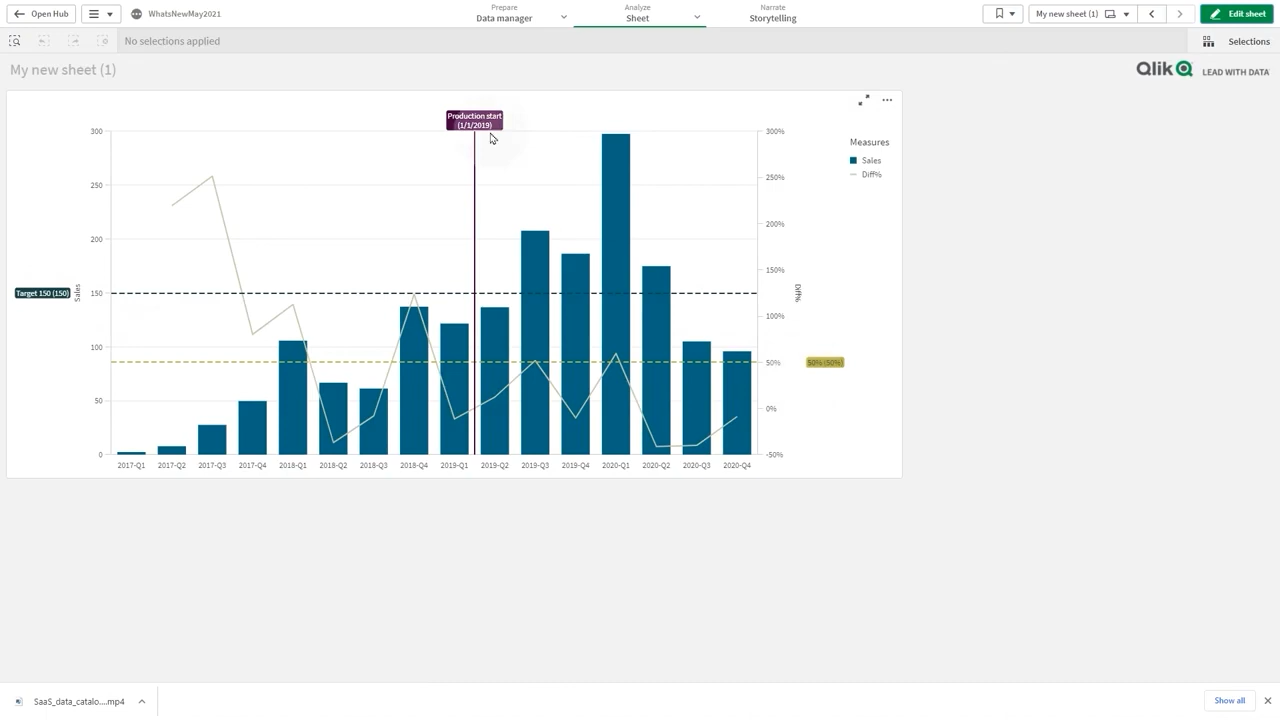 Open Hub
WhatsNewMay2021
Prepare
Data manager
Analyze
Sheet
Narrate
Storytelling
My new sheet (1)
Edit sheet
No selections applied
Selections
My new sheet (1)
Qlik LEAD WITH DATA
Production start
(1/1/2019)
Measures
Sales
Diff%
300
250
200
150
100
50
0
Sales
Target 150 (150)
300%
250%
200%
150%
100%
50%
0%
-50%
Diff%
50% (50%)
2017-Q1 2017-Q2 2017-Q3 2017-Q4 2018-Q1 2018-Q2 2018-Q3 2018-Q4 2019-Q1 2019-Q2 2019-Q3 2019-Q4 2020-Q1 2020-Q2 2020-Q3 2020-Q4
SaaS_data_catalo....mp4
Show all